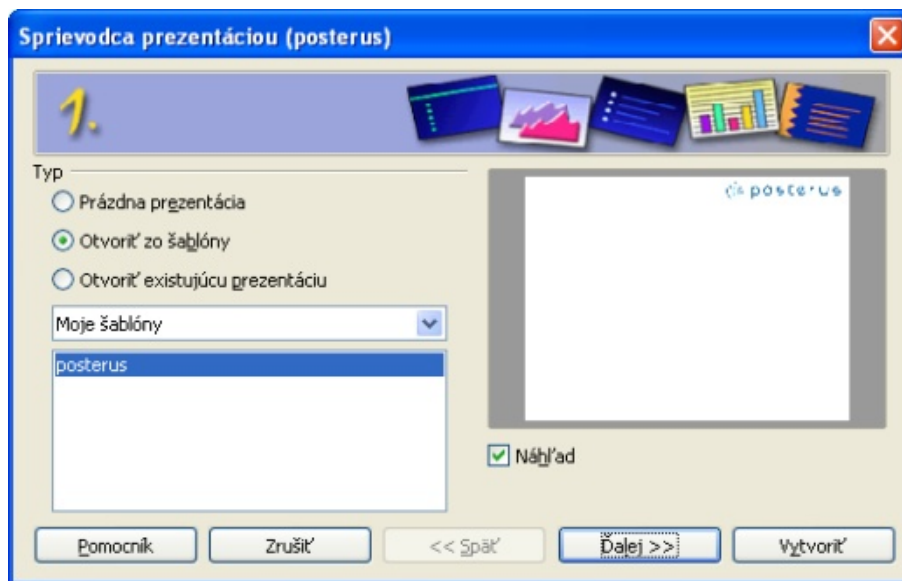 Sprievodca prezentáciou (posterus)
1.
Typ
Prázdna prezentácia
Otvoriť zo šablóny
Otvoriť existujúcu prezentáciu
Moje šablóny
posterus
posterus
Náhľad
Pomocník
Zrušiť
<< Späť
Ďalej >>
Vytvoriť